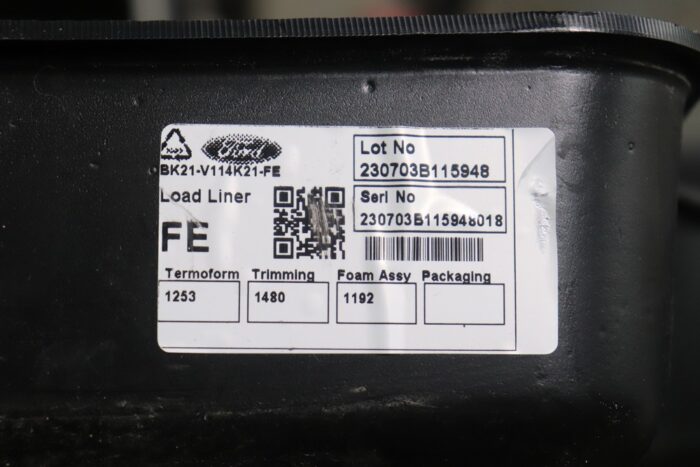 Ford
BK21-V114K21-FE
Load Liner
FE
Lot No
230703B115948
Serl No
230703B115948018
Termoform Trimming Foam Assy Packaging
1253 1480 1192